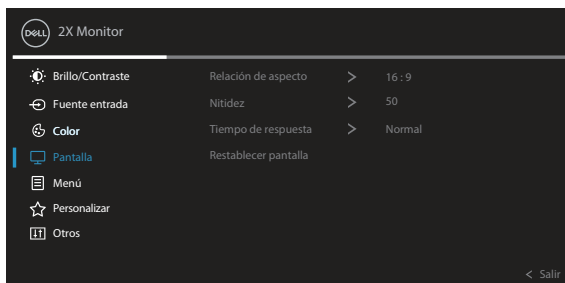 DELL 2X Monitor
Brillo/Contraste Relación de aspecto > 16:9
Fuente entrada Nitidez > 50
Color Tiempo de respuesta > Normal
Pantalla Restablecer pantalla
Menú
Personalizar
Otros
< Salir